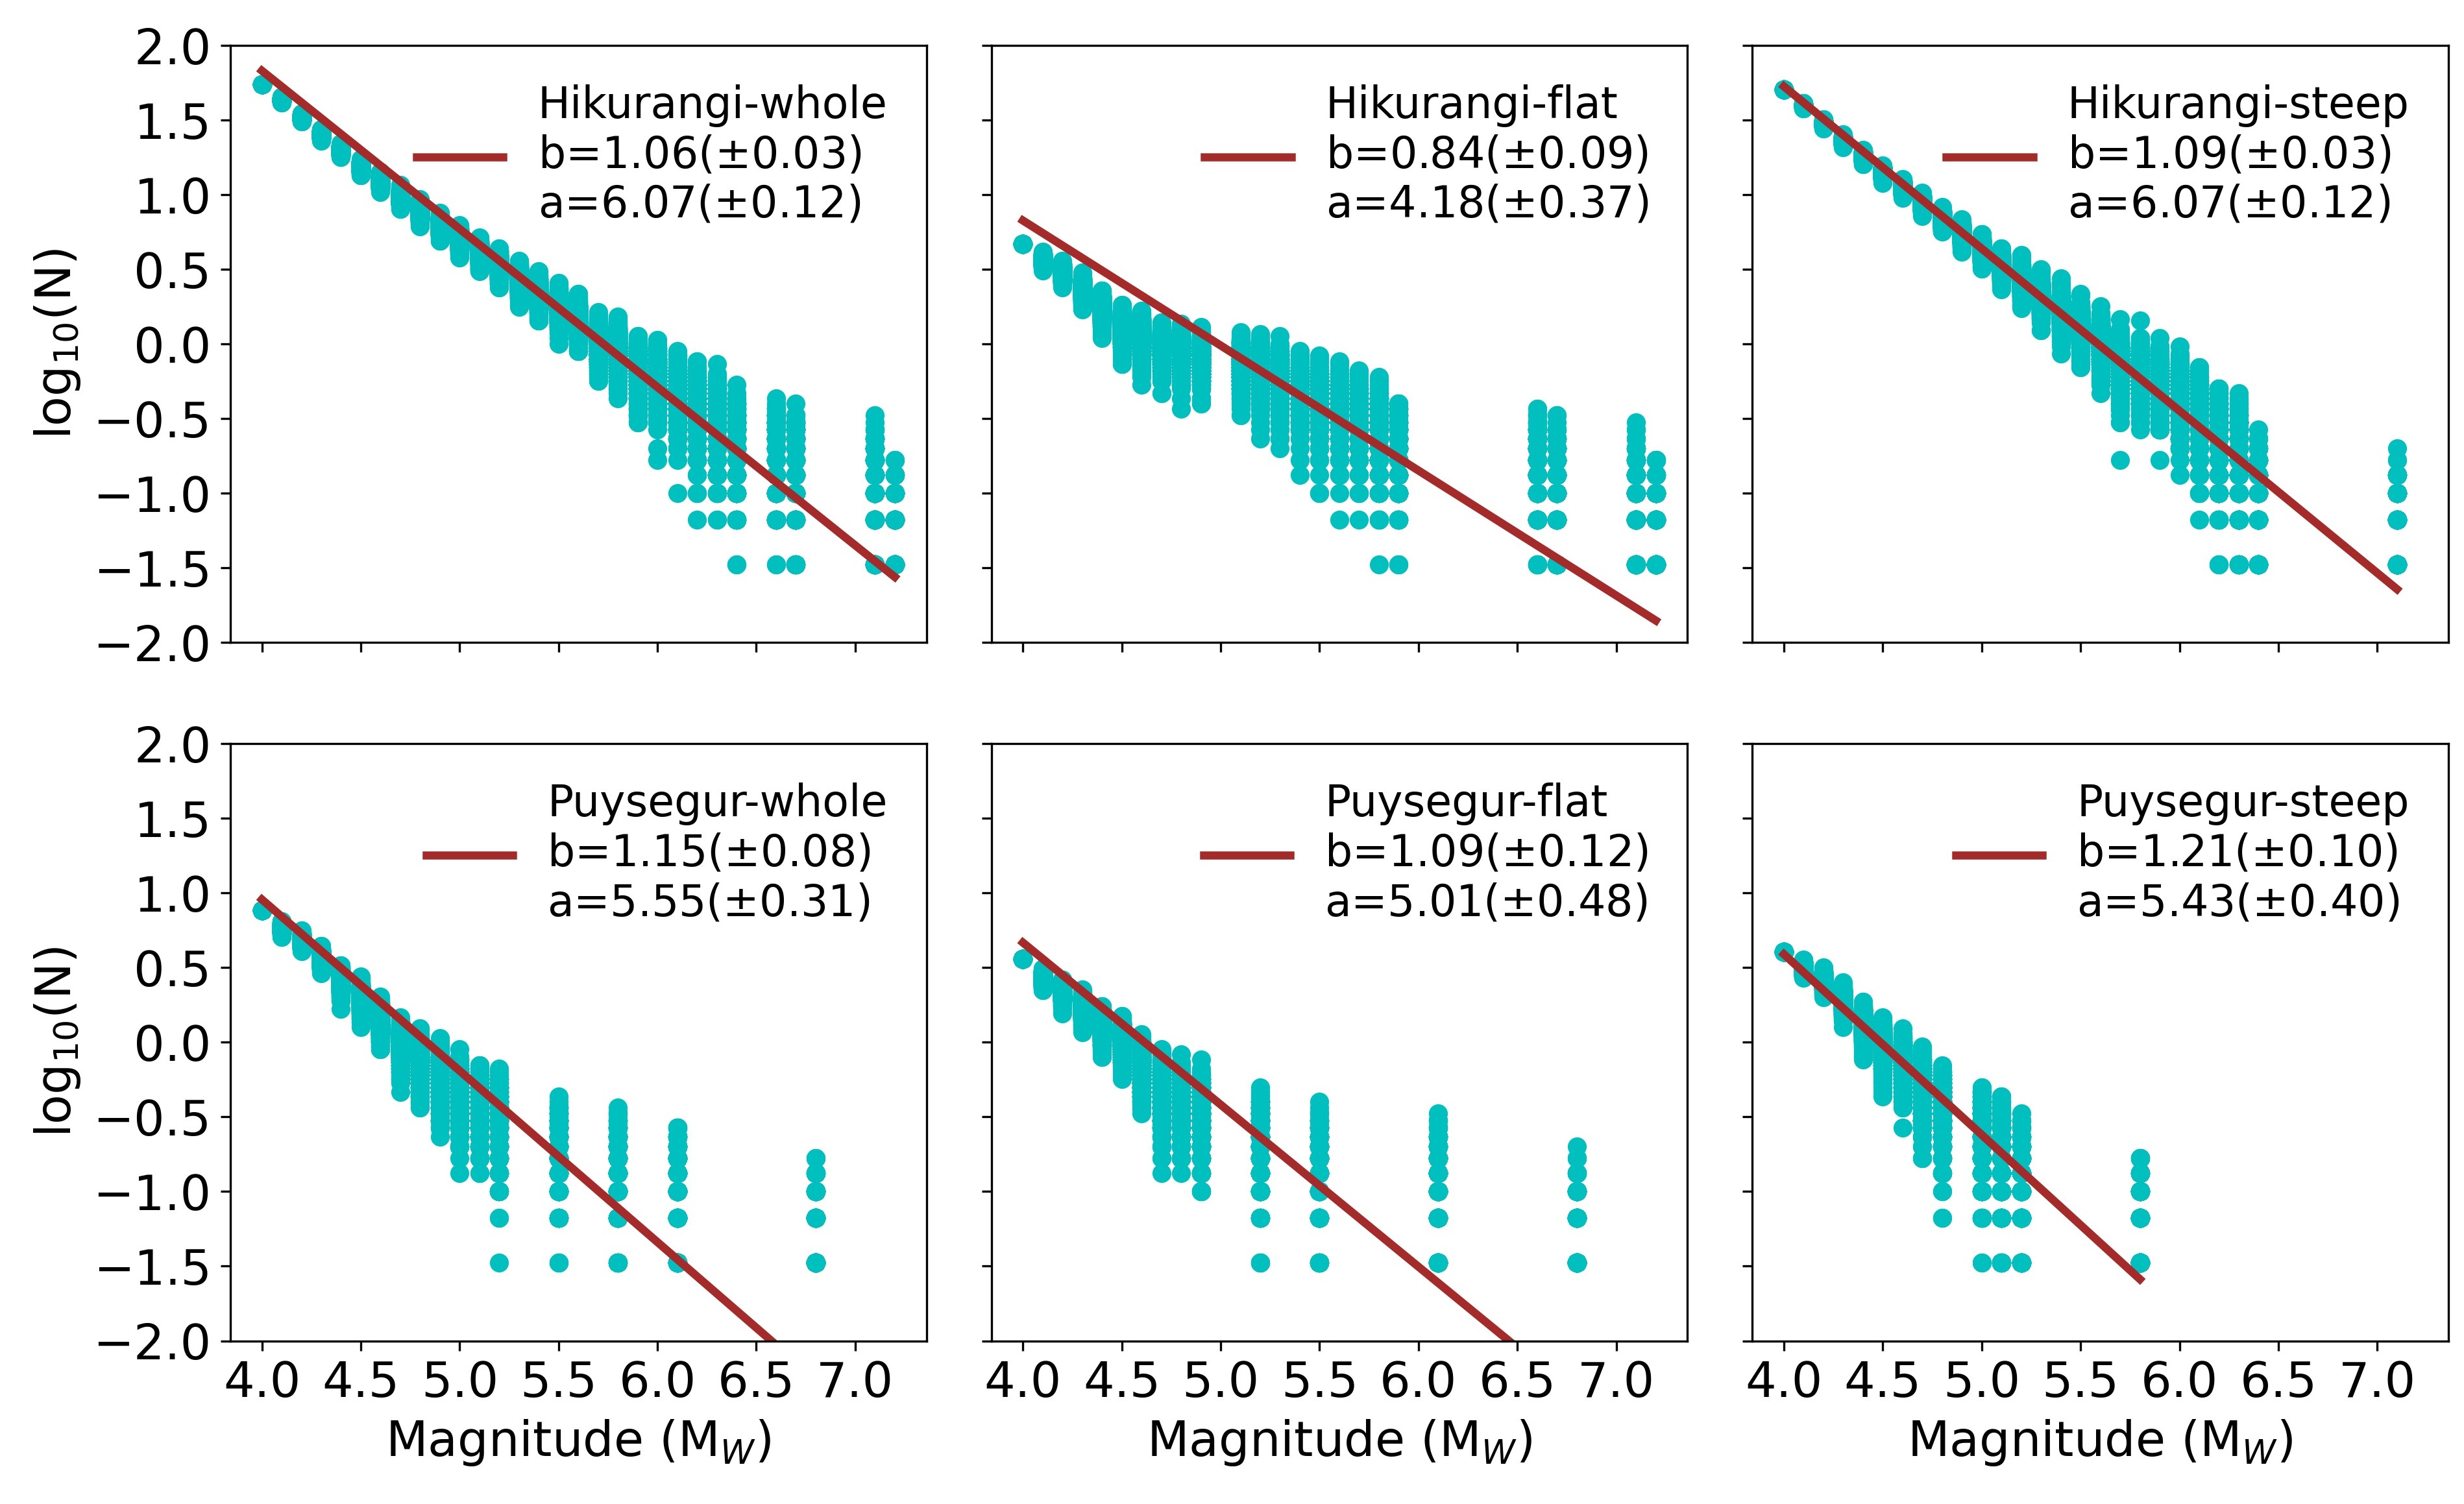 2.0
1.5
1.0
0.5
0.0
−0.5
−1.0
−1.5
−2.0
log₁₀(N)
Hikurangi-whole
b=1.06(±0.03)
a=6.07(±0.12)
Hikurangi-flat
b=0.84(±0.09)
a=4.18(±0.37)
Hikurangi-steep
b=1.09(±0.03)
a=6.07(±0.12)
2.0
1.5
1.0
0.5
0.0
−0.5
−1.0
−1.5
−2.0
log₁₀(N)
Puysegur-whole
b=1.15(±0.08)
a=5.55(±0.31)
Puysegur-flat
b=1.09(±0.12)
a=5.01(±0.48)
Puysegur-steep
b=1.21(±0.10)
a=5.43(±0.40)
4.0 4.5 5.0 5.5 6.0 6.5 7.0
4.0 4.5 5.0 5.5 6.0 6.5 7.0
4.0 4.5 5.0 5.5 6.0 6.5 7.0
Magnitude (M_W)
Magnitude (M_W)
Magnitude (M_W)